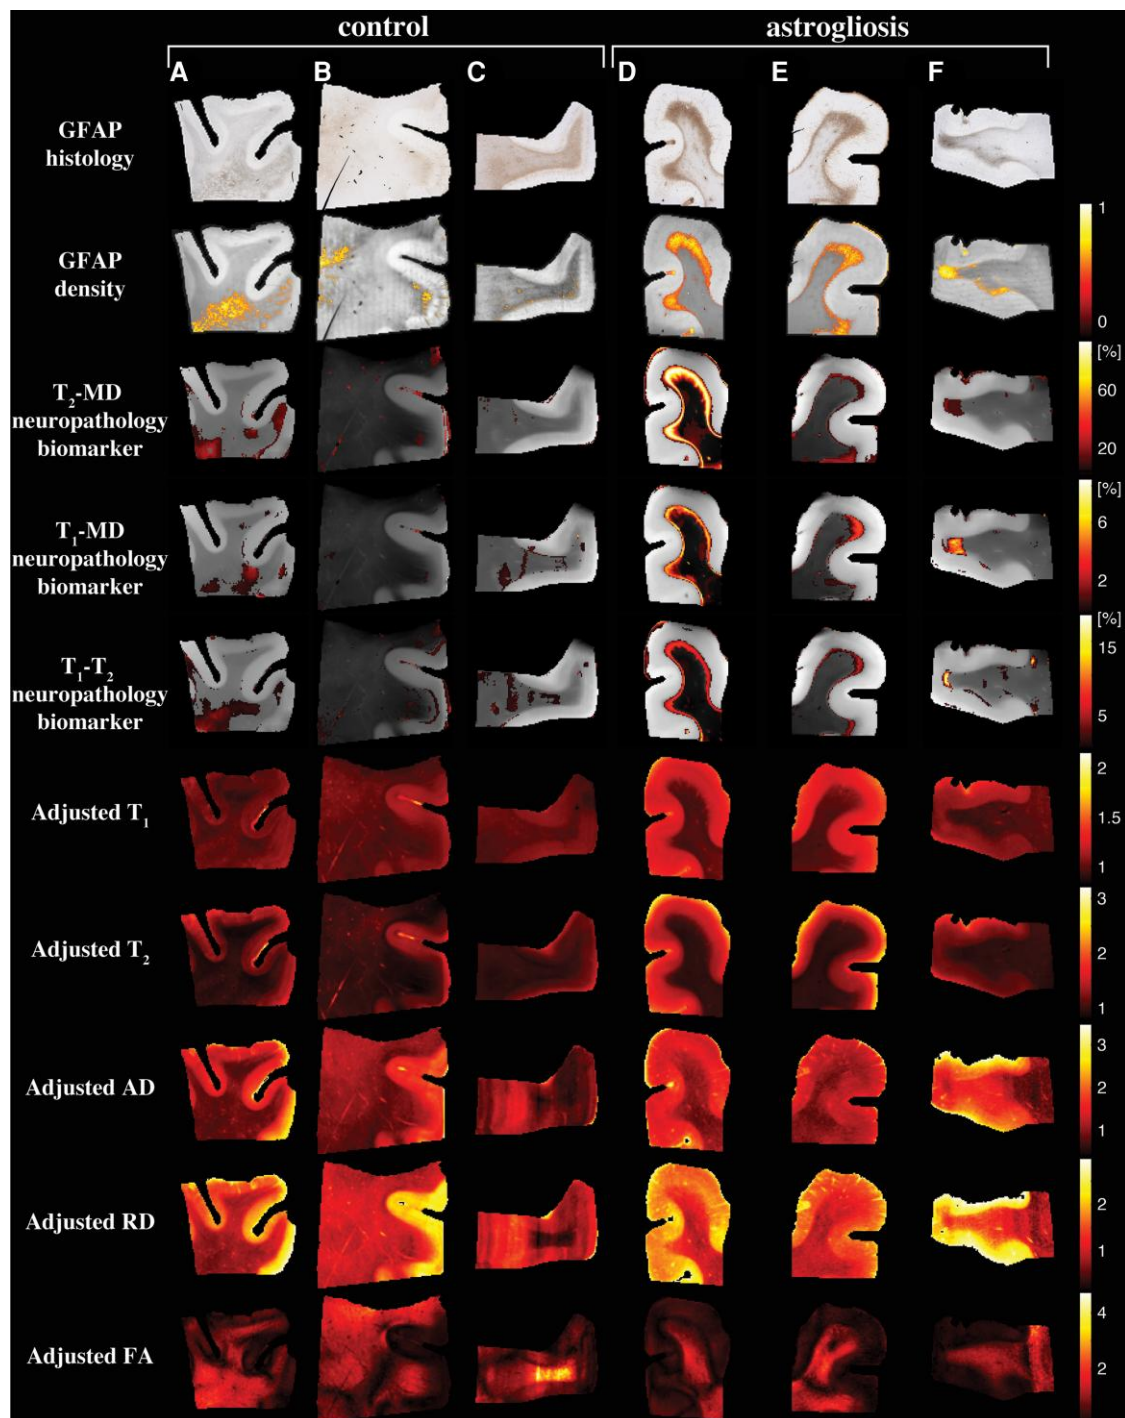 control astrogliosis
A B C D E F
GFAP
histology
GFAP
density
1
0
T2-MD
neuropathology
biomarker
[%]
60
20
T1-MD
neuropathology
biomarker
[%]
6
2
T1-T2
neuropathology
biomarker
[%]
15
5
Adjusted T1
2
1.5
1
Adjusted T2
3
2
1
Adjusted AD
3
2
1
Adjusted RD
2
1
Adjusted FA
4
2